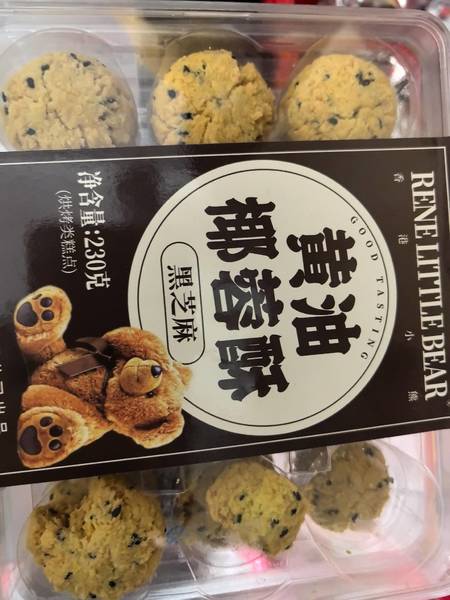 RENE LITTLE BEAR®
香港小熊
GOOD TASTING
黄油
椰蓉酥
黑芝麻
净含量:230克
(烘烤类糕点)